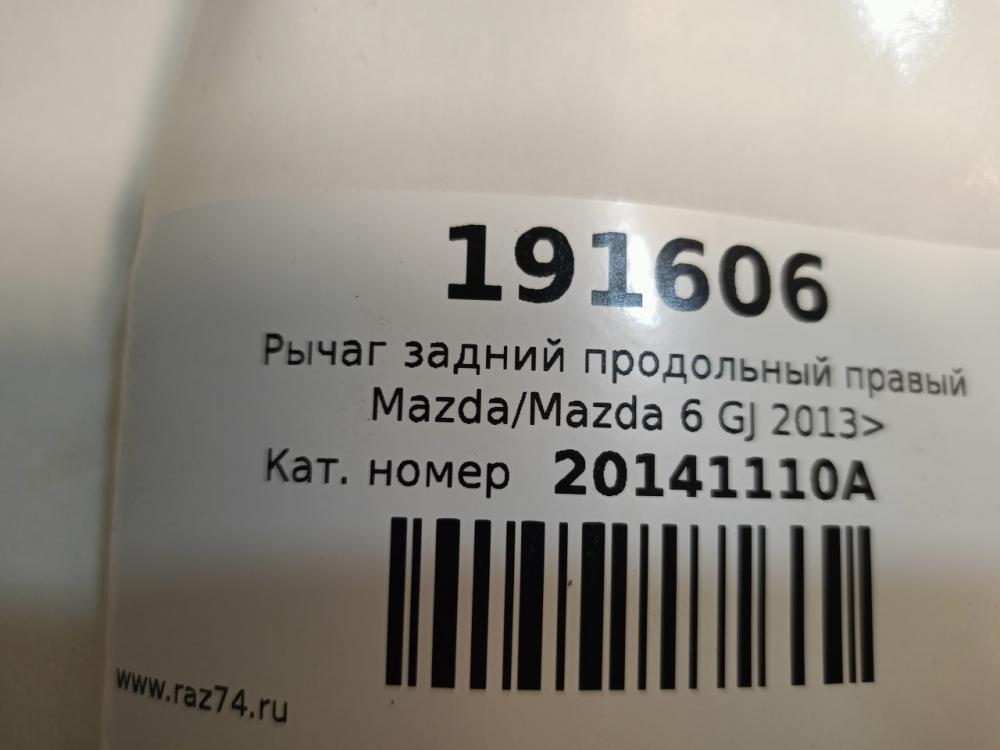 191606
Рычаг задний продольный правый
Mazda/Mazda 6 GJ 2013>
Кат. номер 20141110A
www.raz74.ru